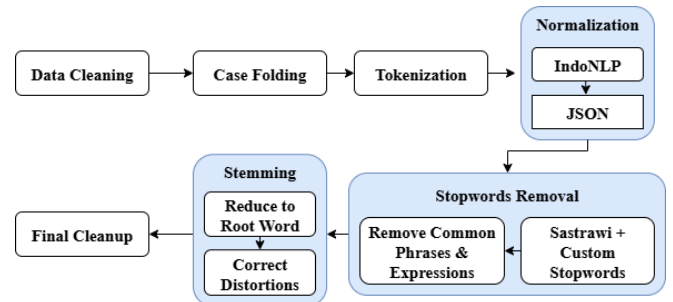 Normalization
Data Cleaning
Case Folding
Tokenization
IndoNLP
JSON
Stopwords Removal
Sastrawi +
Custom
Stopwords
Remove Common
Phrases &
Expressions
Stemming
Reduce to
Root Word
Correct
Distortions
Final Cleanup